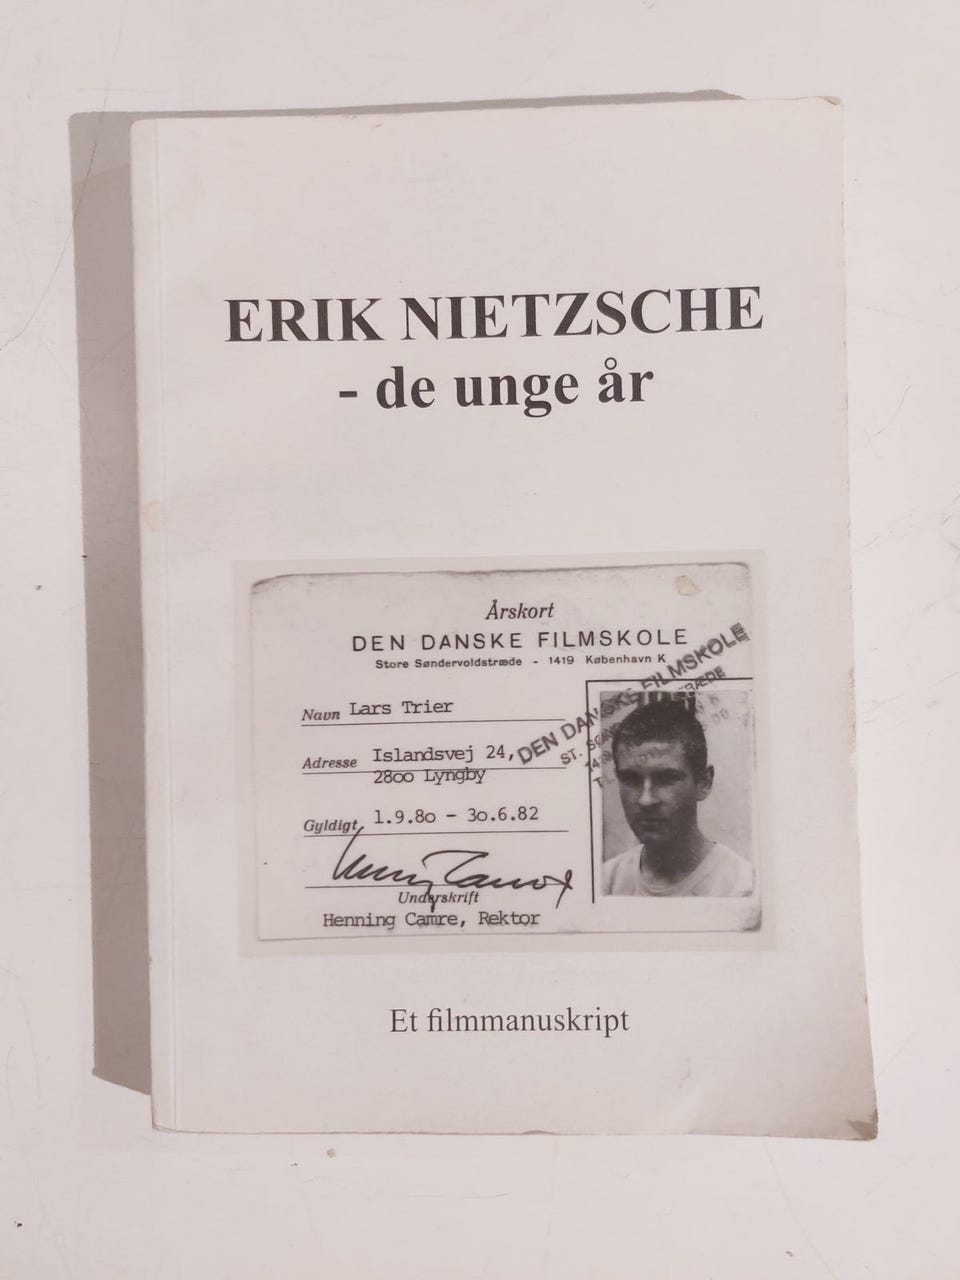 ERIK NIETZSCHE
- de unge år
Årskort
DEN DANSKE FILMSKOLE
Store Søndervoldstræde - 1419 København K
Navn Lars Trier
Adresse Islandsvej 24,
2800 Lyngby
Gyldigt 1.9.80 - 30.6.82
Underskrift
Henning Camre, Rektor
DEN DANSKE FILMSKOLE
ST.
Et filmmanuskript